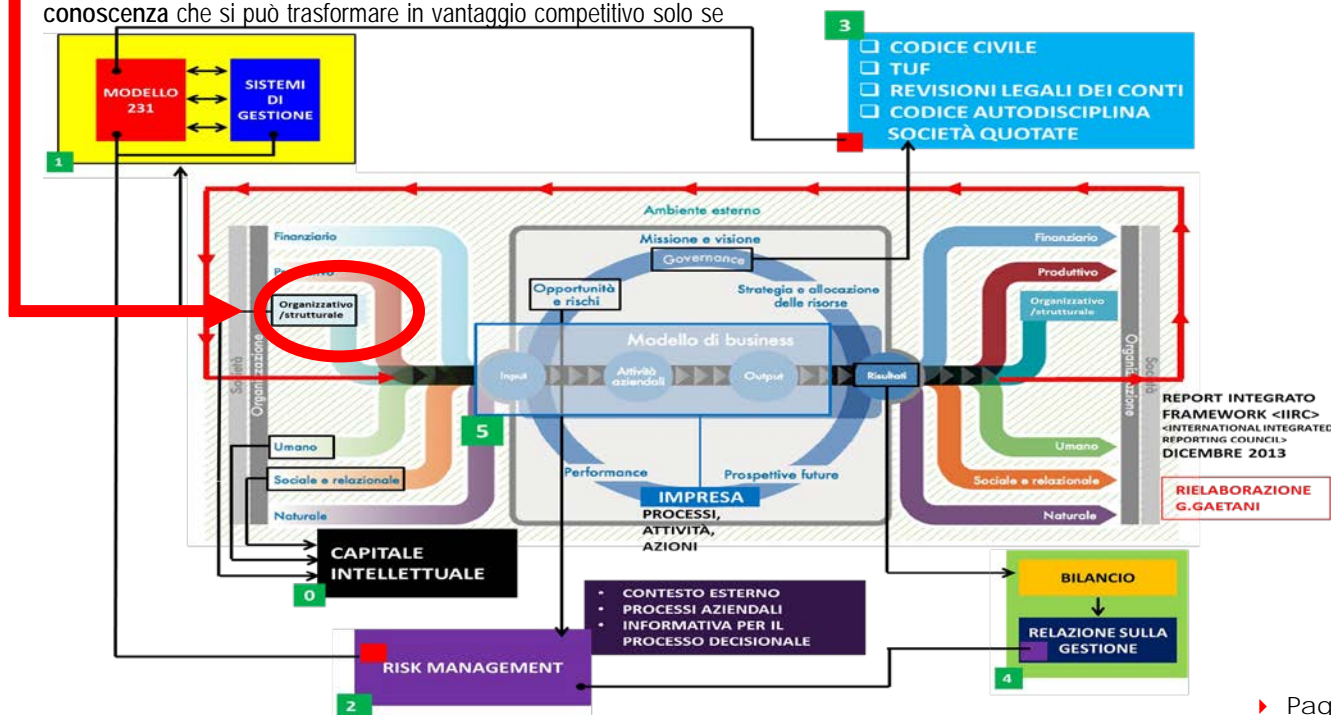 conoscenza che si può trasformare in vantaggio competitivo solo se
MODELLO
231
SISTEMI
DI
GESTIONE
1
3
❑ CODICE CIVILE
❑ TUF
❑ REVISIONI LEGALI DEI CONTI
❑ CODICE AUTODISCIPLINA
SOCIETÀ QUOTATE
Ambiente esterno
Finanziario
Produttivo
Organizzativo
/strutturale
Umano
Sociale e relazionale
Naturale
Società
Organizzazione
Missione e visione
Governance
Opportunità
e rischi
Strategia e allocazione
delle risorse
Modello di business
Input
Attività
aziendali
Output
Risultati
5
Performance
Prospettive future
IMPRESA
PROCESSI,
ATTIVITÀ,
AZIONI
Finanziario
Produttivo
Organizzativo
/strutturale
Umano
Sociale e relazionale
Naturale
Organizzazione
Società
REPORT INTEGRATO
FRAMEWORK <IIRC>
<INTERNATIONAL INTEGRATED
REPORTING COUNCIL>
DICEMBRE 2013
RIELABORAZIONE
G.GAETANI
CAPITALE
INTELLETTUALE
0
• CONTESTO ESTERNO
• PROCESSI AZIENDALI
• INFORMATIVA PER IL
PROCESSO DECISIONALE
RISK MANAGEMENT
2
BILANCIO
RELAZIONE SULLA
GESTIONE
4
Pag